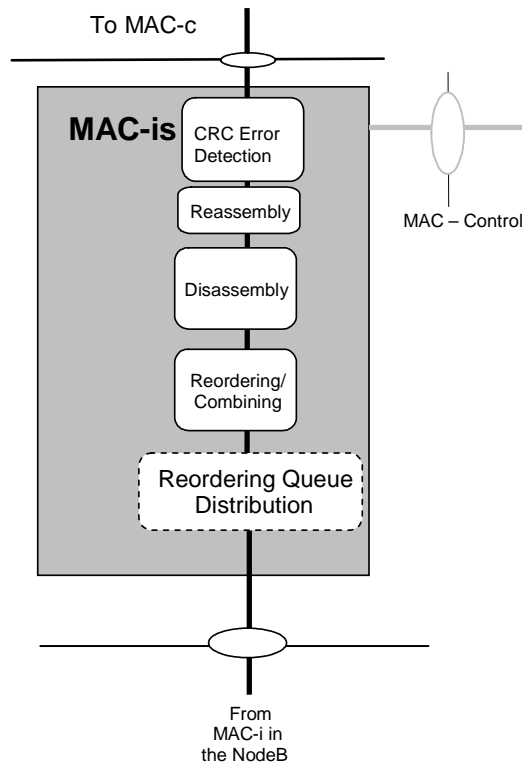 To MAC-c
MAC-is
CRC Error
Detection
Reassembly
MAC – Control
Disassembly
Reordering/
Combining
Reordering Queue
Distribution
From
MAC-i in
the NodeB